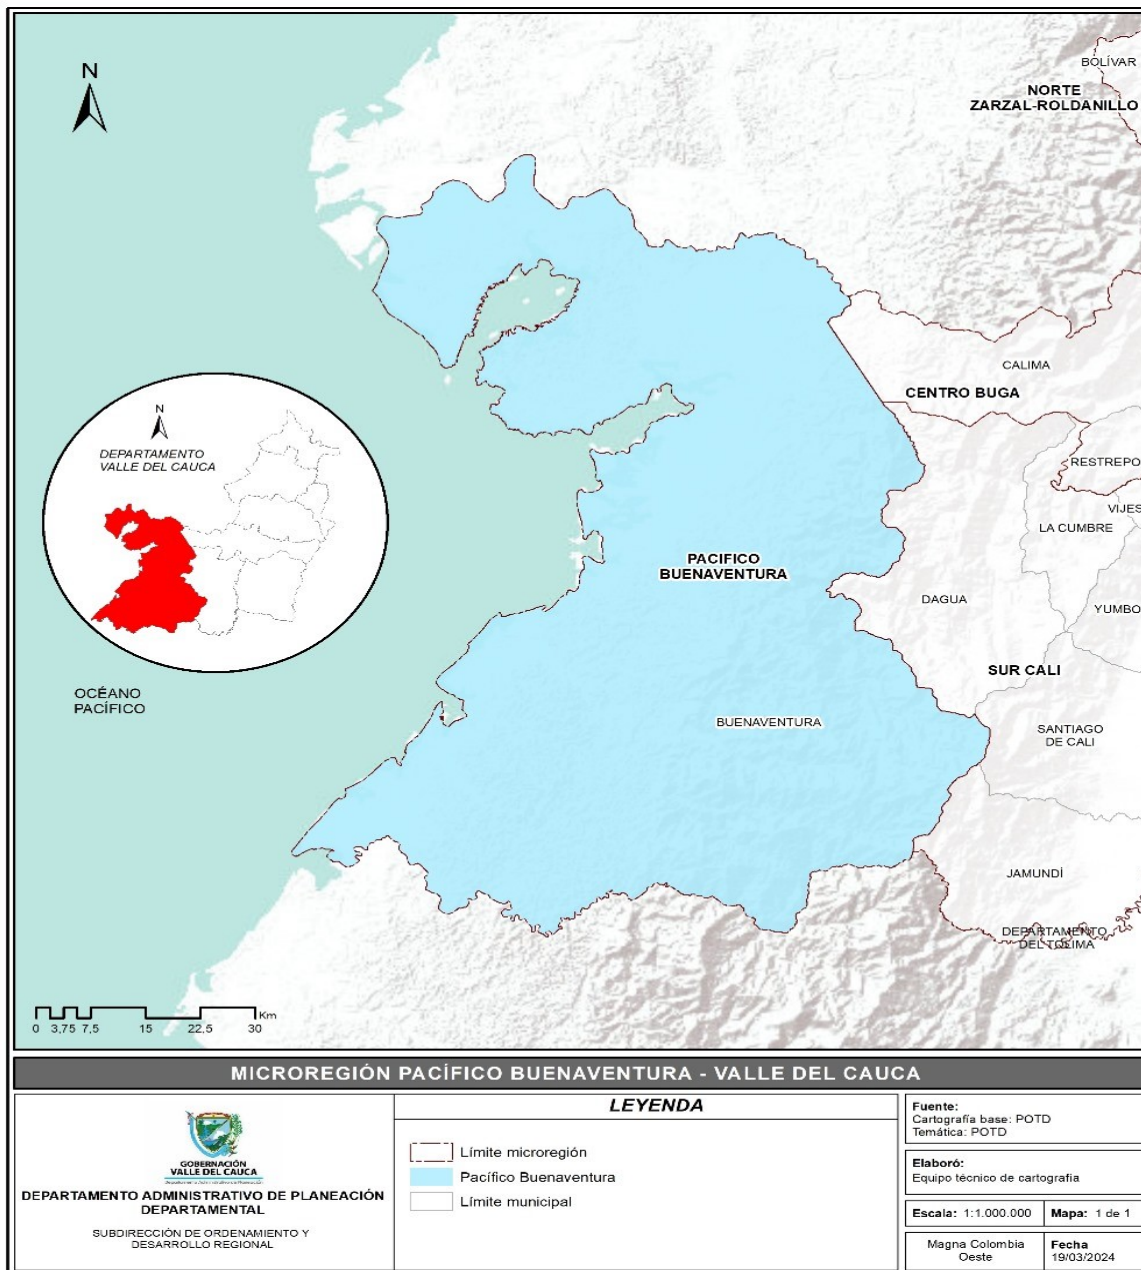 N
BOLÍVAR
NORTE
ZARZAL-ROLDANILLO
CALIMA
CENTRO BUGA
RESTREPO
VIJES
LA CUMBRE
N
DEPARTAMENTO
VALLE DEL CAUCA
PACIFICO
BUENAVENTURA
DAGUA
YUMBO
SUR CALI
OCÉANO
PACÍFICO
BUENAVENTURA
SANTIAGO
DE CALI
JAMUNDÍ
DEPARTAMENTO
DEL TOLIMA
Km
0 3,75 7,5 15 22,5 30
MICROREGIÓN PACÍFICO BUENAVENTURA - VALLE DEL CAUCA
GOBERNACIÓN
VALLE DEL CAUCA
DEPARTAMENTO ADMINISTRATIVO DE PLANEACIÓN
DEPARTAMENTAL
SUBDIRECCIÓN DE ORDENAMIENTO Y
DESARROLLO REGIONAL
LEYENDA
Límite microregión
Pacífico Buenaventura
Límite municipal
Fuente:
Cartografía base: POTD
Temática: POTD
Elaboró:
Equipo técnico de cartografia
Escala: 1:1.000.000
Mapa: 1 de 1
Magna Colombia
Oeste
Fecha
19/03/2024